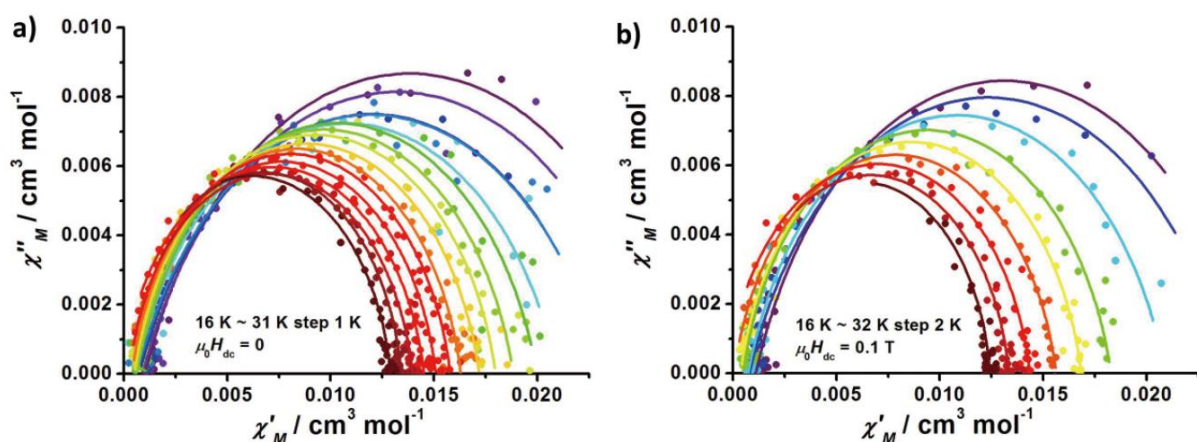 a)
0.010
0.008
0.006
0.004
0.002
0.000
χ''M / cm³ mol⁻¹
16 K ~ 31 K step 1 K
μ₀Hdc = 0
0.000 0.005 0.010 0.015 0.020
χ'M / cm³ mol⁻¹
b)
0.010
0.008
0.006
0.004
0.002
0.000
χ''M / cm³ mol⁻¹
16 K ~ 32 K step 2 K
μ₀Hdc = 0.1 T
0.000 0.005 0.010 0.015 0.020
χ'M / cm³ mol⁻¹